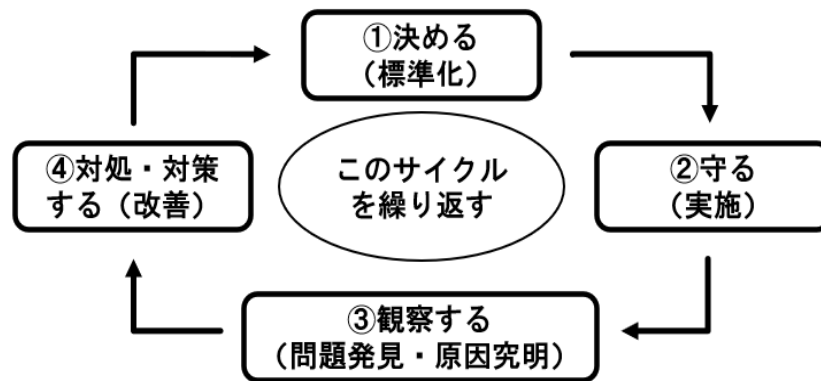 ①決める
（標準化）
②守る
（実施）
③観察する
（問題発見・原因究明）
④対処・対策
する（改善）
このサイクル
を繰り返す